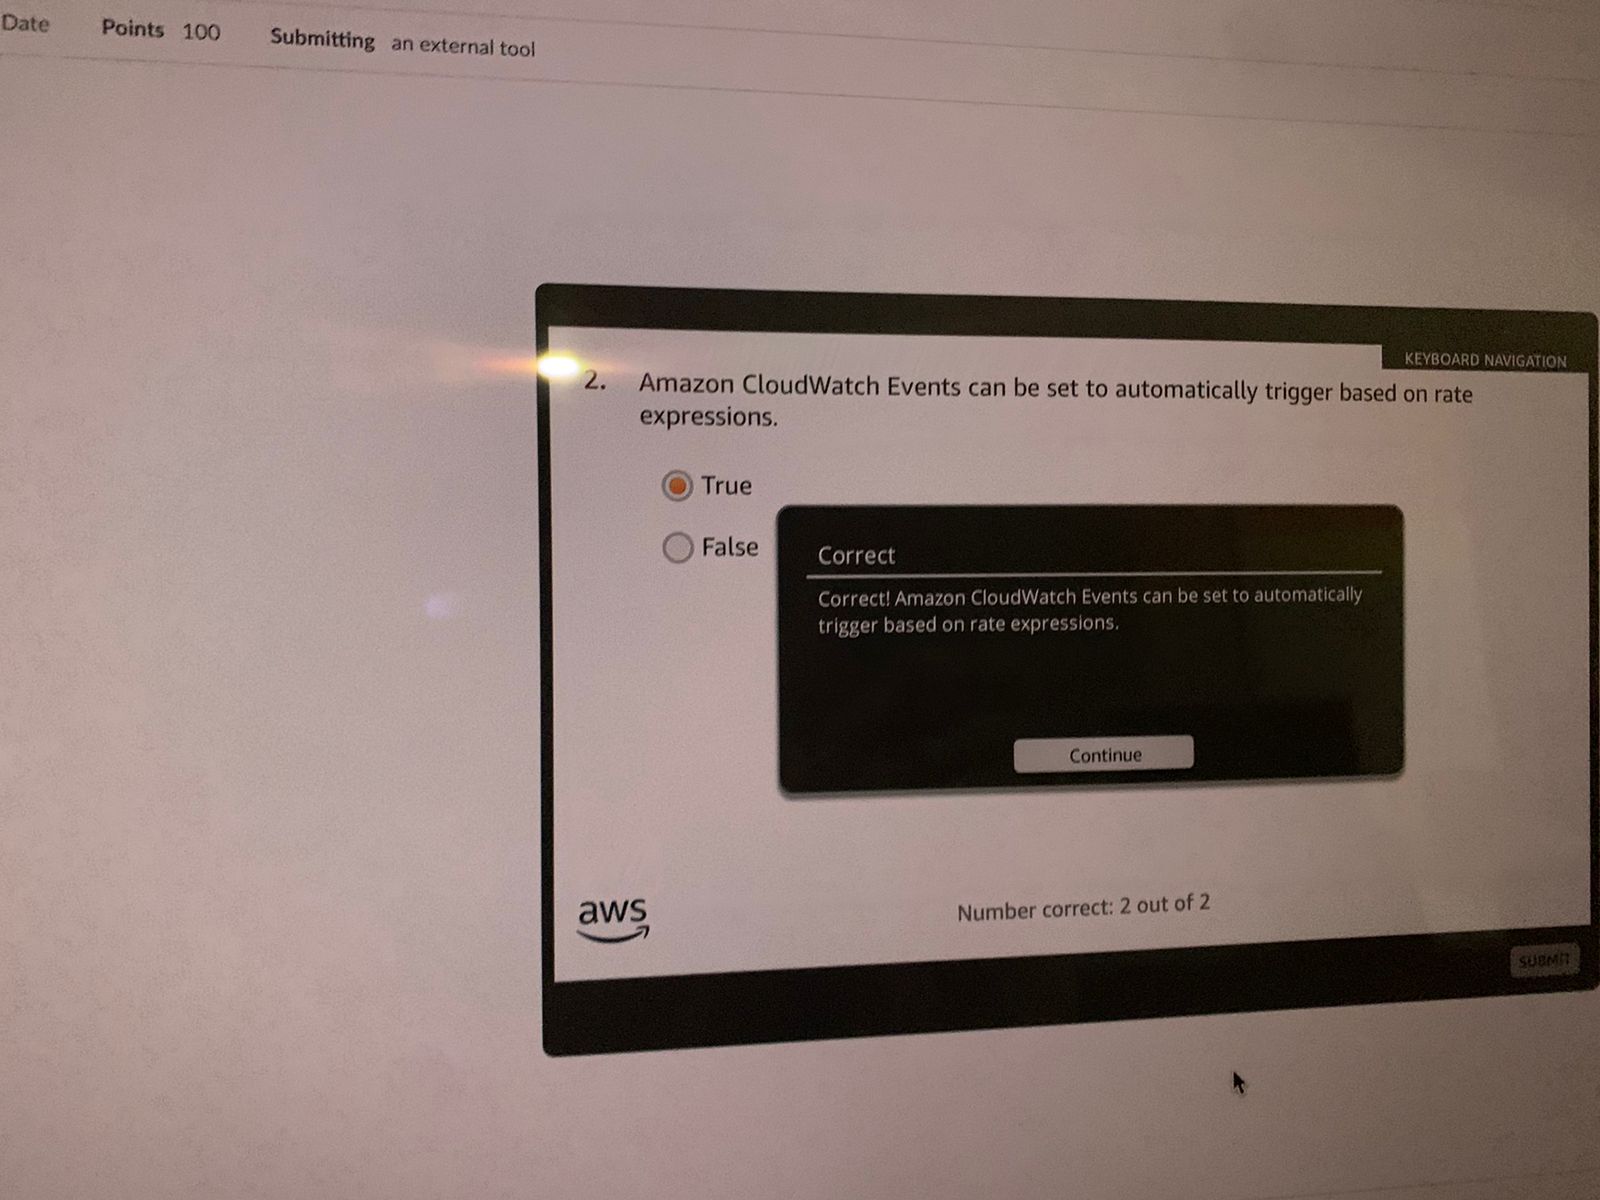 Date Points 100 Submitting an external tool
KEYBOARD NAVIGATION
2. Amazon CloudWatch Events can be set to automatically trigger based on rate
expressions.
True
False
Correct
Correct! Amazon CloudWatch Events can be set to automatically
trigger based on rate expressions.
Continue
aws
Number correct: 2 out of 2
SUBMIT